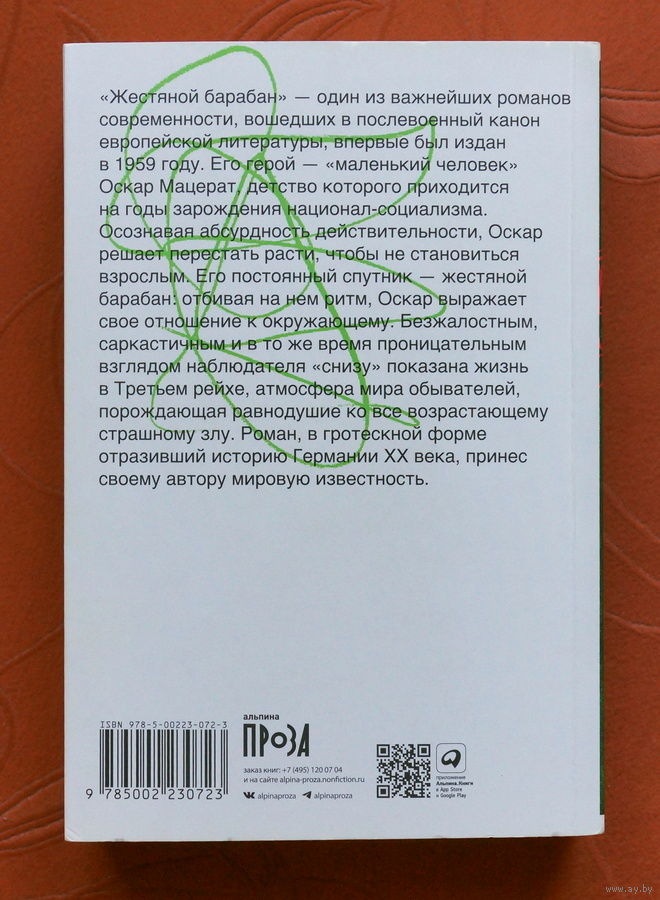 «Жестяной барабан» — один из важнейших романов
современности, вошедших в послевоенный канон
европейской литературы, впервые был издан
в 1959 году. Его герой — «маленький человек»
Оскар Мацерат, детство которого приходится
на годы зарождения национал-социализма.
Осознавая абсурдность действительности, Оскар
решает перестать расти, чтобы не становиться
взрослым. Его постоянный спутник — жестяной
барабан: отбивая на нем ритм, Оскар выражает
свое отношение к окружающему. Безжалостным,
саркастичным и в то же время проницательным
взглядом наблюдателя «снизу» показана жизнь
в Третьем рейхе, атмосфера мира обывателей,
порождающая равнодушие ко все возрастающему
страшному злу. Роман, в гротескной форме
отразивший историю Германии XX века, принес
своему автору мировую известность.
ISBN 978-5-00223-072-3
9 785002 230723
альпина
ПРОЗА
заказ книг: +7 (495) 120 07 04
и на сайте alpina-proza.nonfiction.ru
alpinaproza alpinaproza
приложение
Альпина.Книги
в App Store
и Google Play
www.ay.by